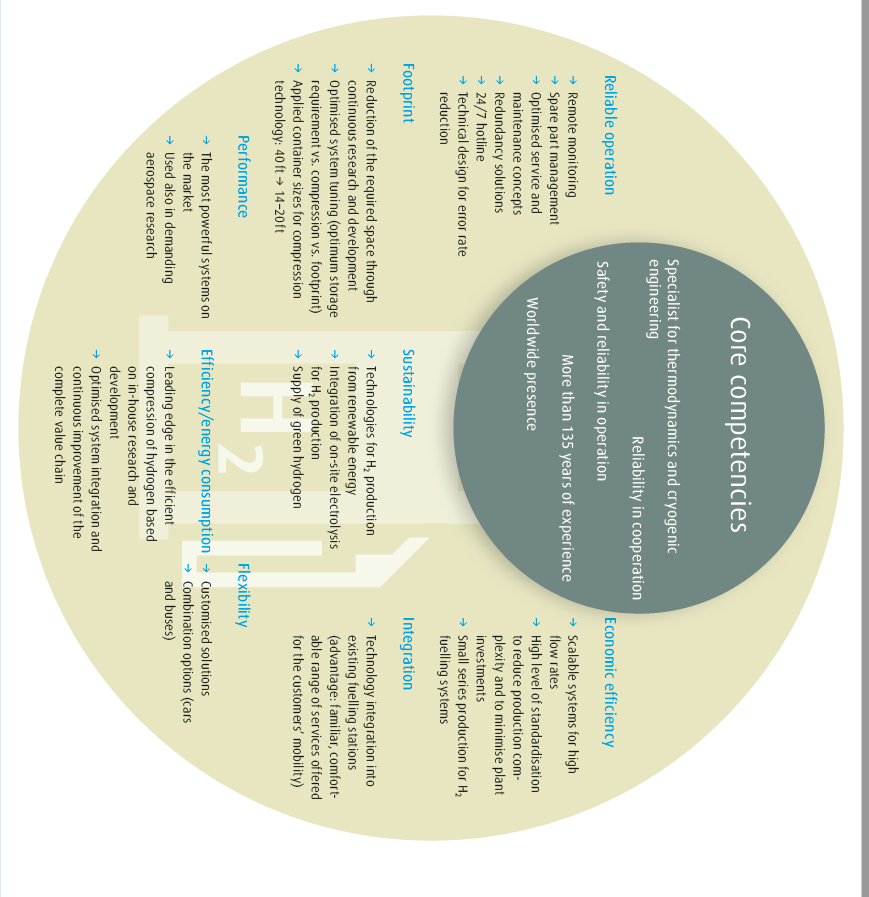 Core competencies
Specialist for thermodynamics and cryogenic
engineering
Reliability in cooperation
Safety and reliability in operation
More than 135 years of experience
Worldwide presence
Reliable operation
→ Remote monitoring
→ Spare part management
→ Optimised service and
maintenance concepts
→ Redundancy solutions
→ 24/7 hotline
→ Technical design for error rate
reduction
Economic efficiency
→ Scalable systems for high
flow rates
→ High level of standardisation
to reduce production com-
plexity and to minimise plant
investments
→ Small series production for H₂
fuelling systems
Footprint
→ Reduction of the required space through
continuous research and development
→ Optimised system tuning (optimum storage
requirement vs. compression vs. footprint)
→ Applied container sizes for compression
technology: 40 ft → 14–20 ft
Sustainability
→ Technologies for H₂ production
from renewable energy
→ Integration of on-site electrolysis
for H₂ production
→ Supply of green hydrogen
Integration
→ Technology integration into
existing fuelling stations
(advantage: familiar, comfort-
able range of services offered
for the customers’ mobility)
Performance
→ The most powerful systems on
the market
→ Used also in demanding
aerospace research
Efficiency/energy consumption
→ Leading edge in the efficient
compression of hydrogen based
on in-house research and
development
→ Optimised system integration and
continuous improvement of the
complete value chain
Flexibility
→ Customised solutions
→ Combination options (cars
and buses)
H₂